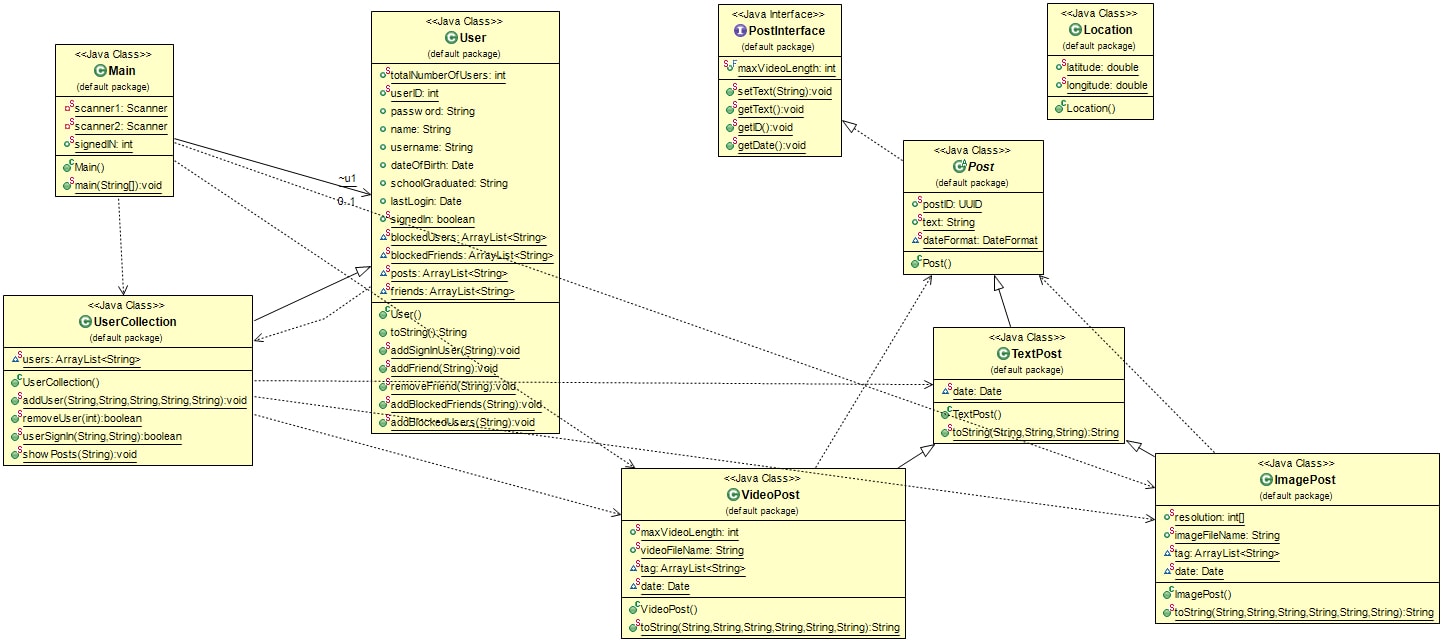 <<Java Class>>
Main
(default package)
scanner1: Scanner
scanner2: Scanner
signedIN: int
Main()
main(String[]):void
<<Java Class>>
User
(default package)
totalNumberOfUsers: int
userID: int
password: String
name: String
username: String
dateOfBirth: Date
schoolGraduated: String
lastLogin: Date
signedIn: boolean
blockedUsers: ArrayList<String>
blockedFriends: ArrayList<String>
posts: ArrayList<String>
friends: ArrayList<String>
User()
toString():String
addSignInUser(String):void
addFriend(String):void
removeFriend(String):void
addBlockedFriends(String):void
addBlockedUsers(String):void
~u1
0..1
<<Java Interface>>
PostInterface
(default package)
maxVideoLength: int
setText(String):void
getText():void
getID():void
getDate():void
<<Java Class>>
Location
(default package)
latitude: double
longitude: double
Location()
<<Java Class>>
Post
(default package)
postID: UUID
text: String
dateFormat: DateFormat
Post()
<<Java Class>>
UserCollection
(default package)
users: ArrayList<String>
UserCollection()
addUser(String,String,String,String,String):void
removeUser(int):boolean
userSignIn(String,String):boolean
showPosts(String):void
<<Java Class>>
TextPost
(default package)
date: Date
TextPost()
toString(String,String,String):String
<<Java Class>>
VideoPost
(default package)
maxVideoLength: int
videoFileName: String
tag: ArrayList<String>
date: Date
VideoPost()
toString(String,String,String,String,String,String):String
<<Java Class>>
ImagePost
(default package)
resolution: int[]
imageFileName: String
tag: ArrayList<String>
date: Date
ImagePost()
toString(String,String,String,String,String,String):String